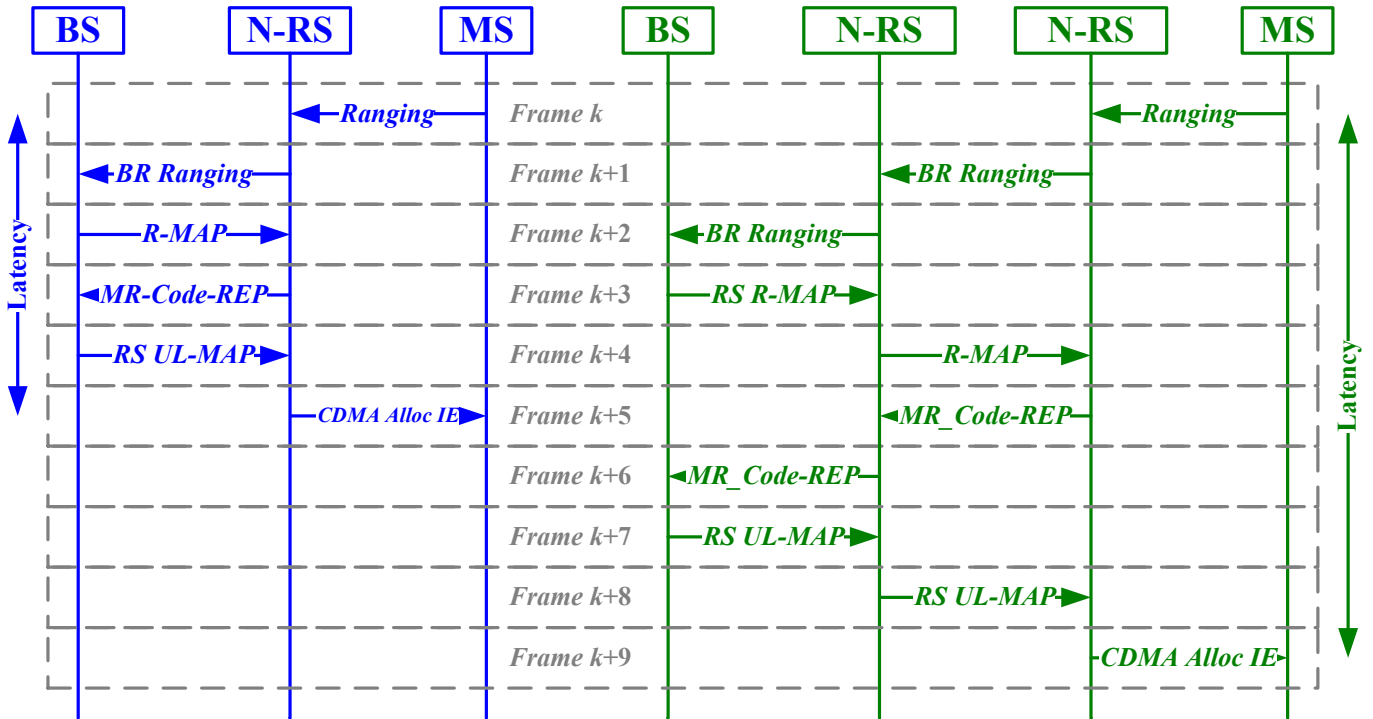 BS N-RS MS BS N-RS N-RS MS
Ranging Frame k Ranging
BR Ranging Frame k+1 BR Ranging
R-MAP Frame k+2 BR Ranging
MR-Code-REP Frame k+3 RS R-MAP
RS UL-MAP Frame k+4 R-MAP
CDMA Alloc IE Frame k+5 MR_Code-REP
Frame k+6 MR_Code-REP
Frame k+7 RS UL-MAP
Frame k+8 RS UL-MAP
Frame k+9 CDMA Alloc IE
Latency
Latency